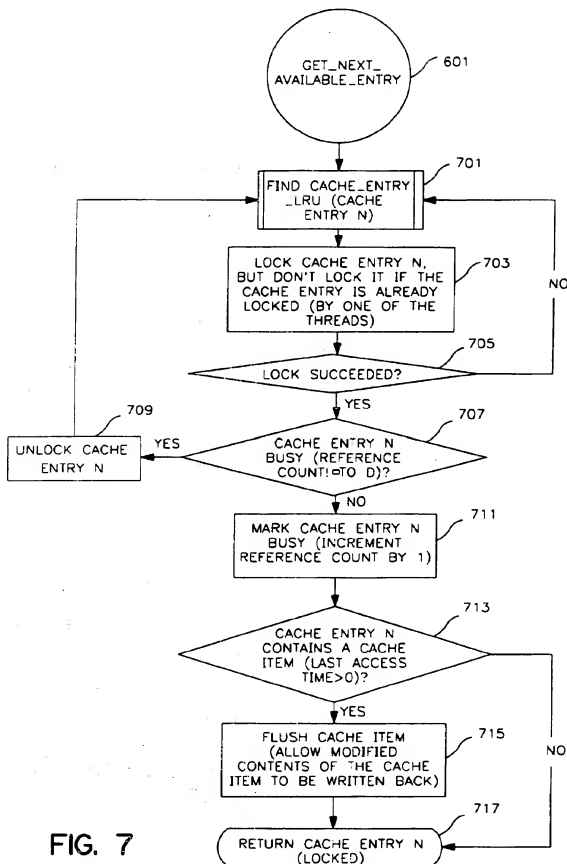 GET_NEXT_
AVAILABLE_ENTRY
601
701
FIND CACHE_ENTRY
_LRU (CACHE
ENTRY N)
LOCK CACHE ENTRY N,
BUT DON'T LOCK IT IF THE
CACHE ENTRY IS ALREADY
LOCKED (BY ONE OF THE
THREADS)
703
NO
705
LOCK SUCCEEDED?
YES
709
UNLOCK CACHE
ENTRY N
YES
707
CACHE ENTRY N
BUSY (REFERENCE
COUNT!=TO D)?
NO
711
MARK CACHE ENTRY N
BUSY (INCREMENT
REFERENCE COUNT BY 1)
713
CACHE ENTRY N
CONTAINS A CACHE
ITEM (LAST ACCESS
TIME>0)?
YES
NO
715
FLUSH CACHE ITEM
(ALLOW MODIFIED
CONTENTS OF THE CACHE
ITEM TO BE WRITTEN BACK)
717
RETURN CACHE ENTRY N
(LOCKED)
FIG. 7